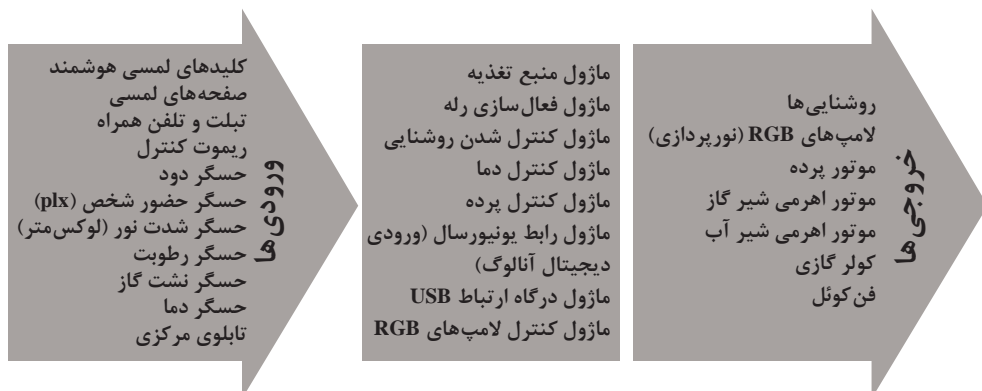 کلیدهای لمسی هوشمند
صفحه‌های لمسی
تبلت و تلفن همراه
ریموت کنترل
حسگر دود
حسگر حضور شخص (plx)
حسگر شدت نور (لوکس‌متر)
حسگر رطوبت
حسگر نشت گاز
حسگر دما
تابلوی مرکزی
ورودی‌ها
ماژول منبع تغذیه
ماژول فعال‌سازی رله
ماژول کنترل شدن روشنایی
ماژول کنترل دما
ماژول کنترل پرده
ماژول رابط یونیورسال (ورودی
دیجیتال آنالوگ)
ماژول درگاه ارتباط USB
ماژول کنترل لامپ‌های RGB
روشنایی‌ها
لامپ‌های RGB (نورپردازی)
موتور پرده
موتور اهرمی شیر گاز
موتور اهرمی شیر آب
کولر گازی
فن‌کوئل
خروجی‌ها